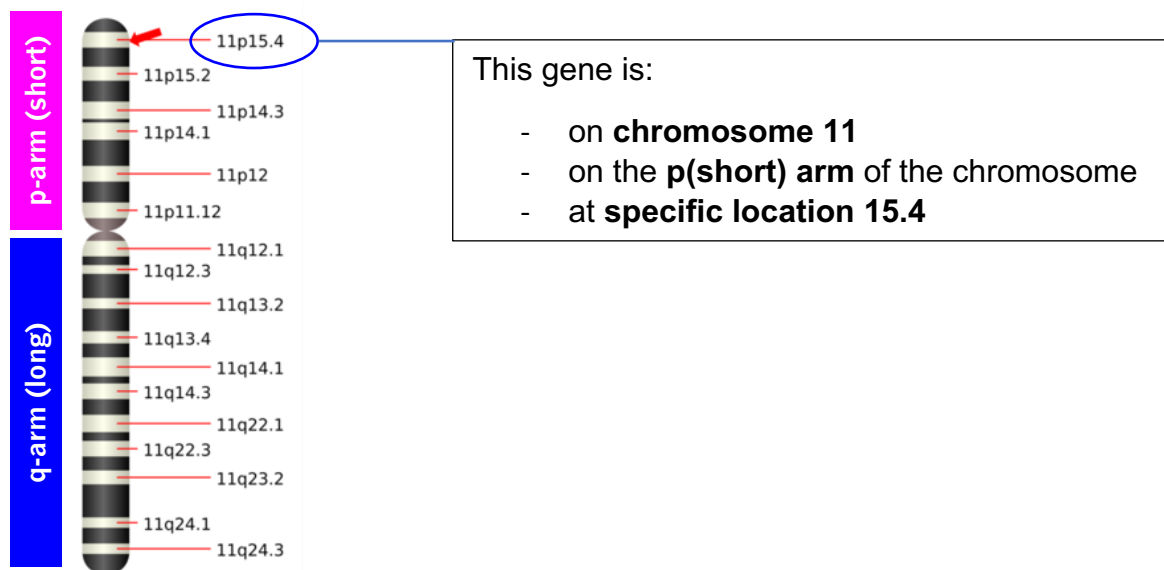 p-arm (short)
q-arm (long)
11p15.4
11p15.2
11p14.3
11p14.1
11p12
11p11.12
11q12.1
11q12.3
11q13.2
11q13.4
11q14.1
11q14.3
11q22.1
11q22.3
11q23.2
11q24.1
11q24.3
This gene is:
- on chromosome 11
- on the p(short) arm of the chromosome
- at specific location 15.4